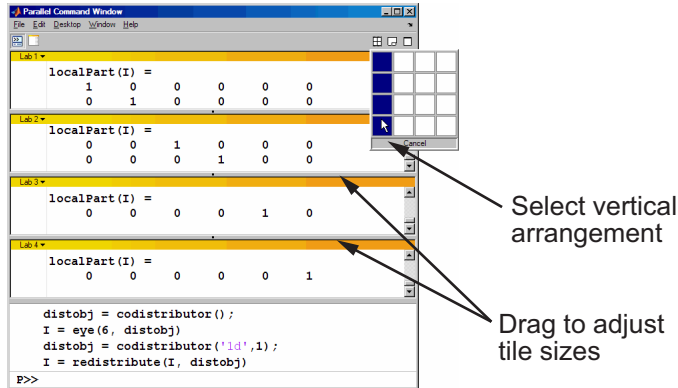 Parallel Command Window
File Edit Desktop Window Help
Lab 1
localPart(I) =
1 0 0 0 0 0
0 1 0 0 0 0
Lab 2
localPart(I) =
0 0 1 0 0 0
0 0 0 1 0 0
Lab 3
localPart(I) =
0 0 0 0 1 0
Lab 4
localPart(I) =
0 0 0 0 0 1
distobj = codistributor();
I = eye(6, distobj)
distobj = codistributor('1d',1);
I = redistribute(I, distobj)
P>>
Cancel
Select vertical
arrangement
Drag to adjust
tile sizes